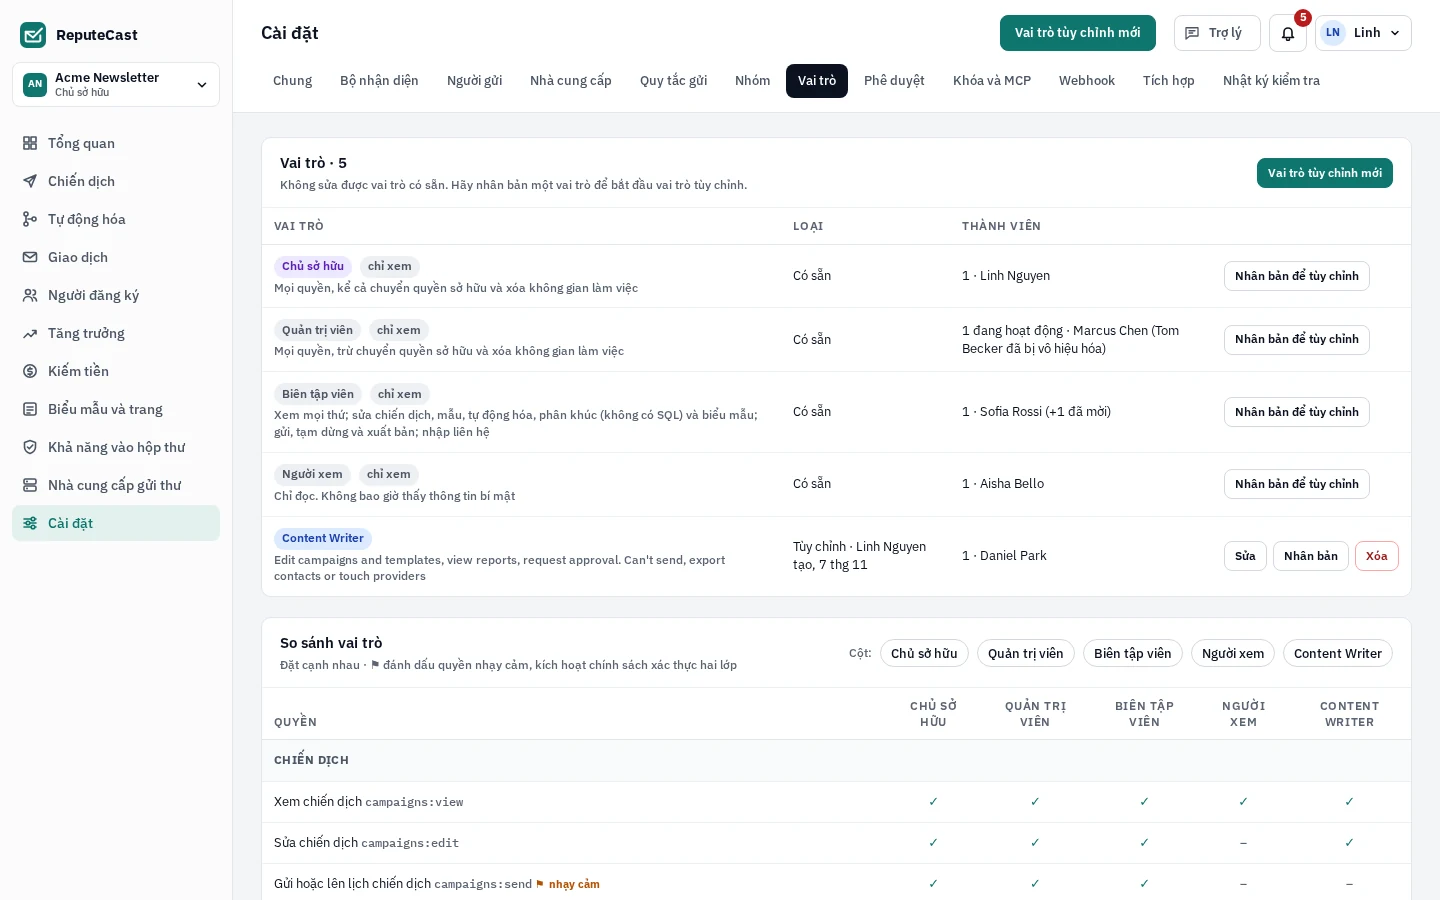 ReputeCast
AN
Acme Newsletter
Chủ sở hữu
Tổng quan
Chiến dịch
Tự động hóa
Giao dịch
Người đăng ký
Tăng trưởng
Kiếm tiền
Biểu mẫu và trang
Khả năng vào hộp thư
Nhà cung cấp gửi thư
Cài đặt
Cài đặt
Vai trò tùy chỉnh mới
Trợ lý
5
LN Linh
Chung Bộ nhận diện Người gửi Nhà cung cấp Quy tắc gửi Nhóm Vai trò Phê duyệt Khóa và MCP Webhook Tích hợp Nhật ký kiểm tra
Vai trò · 5
Không sửa được vai trò có sẵn. Hãy nhân bản một vai trò để bắt đầu vai trò tùy chỉnh.
Vai trò tùy chỉnh mới
VAI TRÒ LOẠI THÀNH VIÊN
Chủ sở hữu chỉ xem
Mọi quyền, kể cả chuyển quyền sở hữu và xóa không gian làm việc
Có sẵn
1 · Linh Nguyen
Nhân bản để tùy chỉnh
Quản trị viên chỉ xem
Mọi quyền, trừ chuyển quyền sở hữu và xóa không gian làm việc
Có sẵn
1 đang hoạt động · Marcus Chen (Tom
Becker đã bị vô hiệu hóa)
Nhân bản để tùy chỉnh
Biên tập viên chỉ xem
Xem mọi thứ; sửa chiến dịch, mẫu, tự động hóa, phân khúc (không có SQL) và biểu mẫu;
gửi, tạm dừng và xuất bản; nhập liên hệ
Có sẵn
1 · Sofia Rossi (+1 đã mời)
Nhân bản để tùy chỉnh
Người xem chỉ xem
Chỉ đọc. Không bao giờ thấy thông tin bí mật
Có sẵn
1 · Aisha Bello
Nhân bản để tùy chỉnh
Content Writer
Edit campaigns and templates, view reports, request approval. Can't send, export
contacts or touch providers
Tùy chỉnh · Linh Nguyen
tạo, 7 thg 11
1 · Daniel Park
Sửa Nhân bản Xóa
So sánh vai trò
Đặt cạnh nhau · ⚑ đánh dấu quyền nhạy cảm, kích hoạt chính sách xác thực hai lớp
Cột: Chủ sở hữu Quản trị viên Biên tập viên Người xem Content Writer
QUYỀN
CHỦ SỞ
HỮU
QUẢN TRỊ
VIÊN
BIÊN TẬP
VIÊN
NGƯỜI
XEM
CONTENT
WRITER
CHIẾN DỊCH
Xem chiến dịch campaigns:view ✓ ✓ ✓ ✓ ✓
Sửa chiến dịch campaigns:edit ✓ ✓ ✓ – ✓
Gửi hoặc lên lịch chiến dịch campaigns:send ⚑ nhạy cảm ✓ ✓ ✓ – –